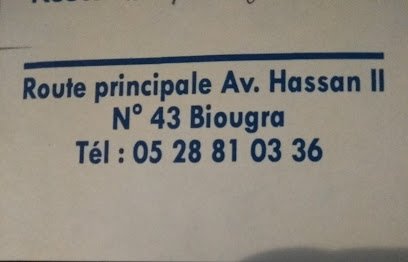 Route principale Av. Hassan II
N° 43 Biougra
Tél : 05 28 81 03 36